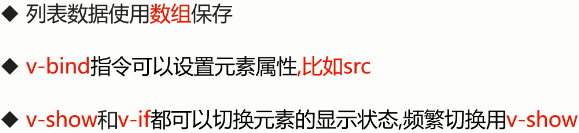 ◆ 列表数据使用数组保存
◆ v-bind指令可以设置元素属性,比如src
◆ v-show和v-if都可以切换元素的显示状态,频繁切换用v-show